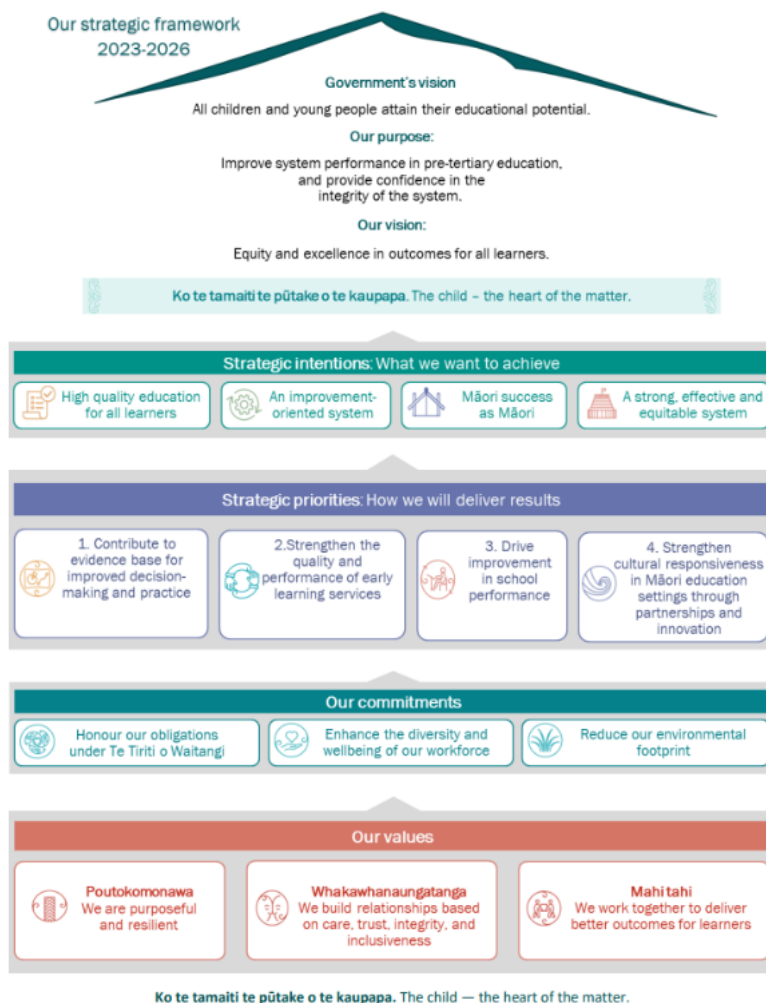 Our strategic framework
2023-2026
Government's vision
All children and young people attain their educational potential.
Our purpose:
Improve system performance in pre-tertiary education,
and provide confidence in the
integrity of the system.
Our vision:
Equity and excellence in outcomes for all learners.
Ko te tamaiti te pūtake o te kaupapa. The child – the heart of the matter.
Strategic intentions: What we want to achieve
High quality education
for all learners
An improvement-
oriented system
Māori success
as Māori
A strong, effective and
equitable system
Strategic priorities: How we will deliver results
1. Contribute to
evidence base for
improved decision-
making and practice
2.Strengthen the
quality and
performance of early
learning services
3. Drive
improvement
in school
performance
4. Strengthen
cultural responsiveness
in Māori education
settings through
partnerships and
innovation
Our commitments
Honour our obligations
under Te Tiriti o Waitangi
Enhance the diversity and
wellbeing of our workforce
Reduce our environmental
footprint
Our values
Poutokomonawa
We are purposeful
and resilient
Whakawhanaungatanga
We build relationships based
on care, trust, integrity, and
inclusiveness
Mahi tahi
We work together to deliver
better outcomes for learners
Ko te tamaiti te pūtake o te kaupapa. The child — the heart of the matter.